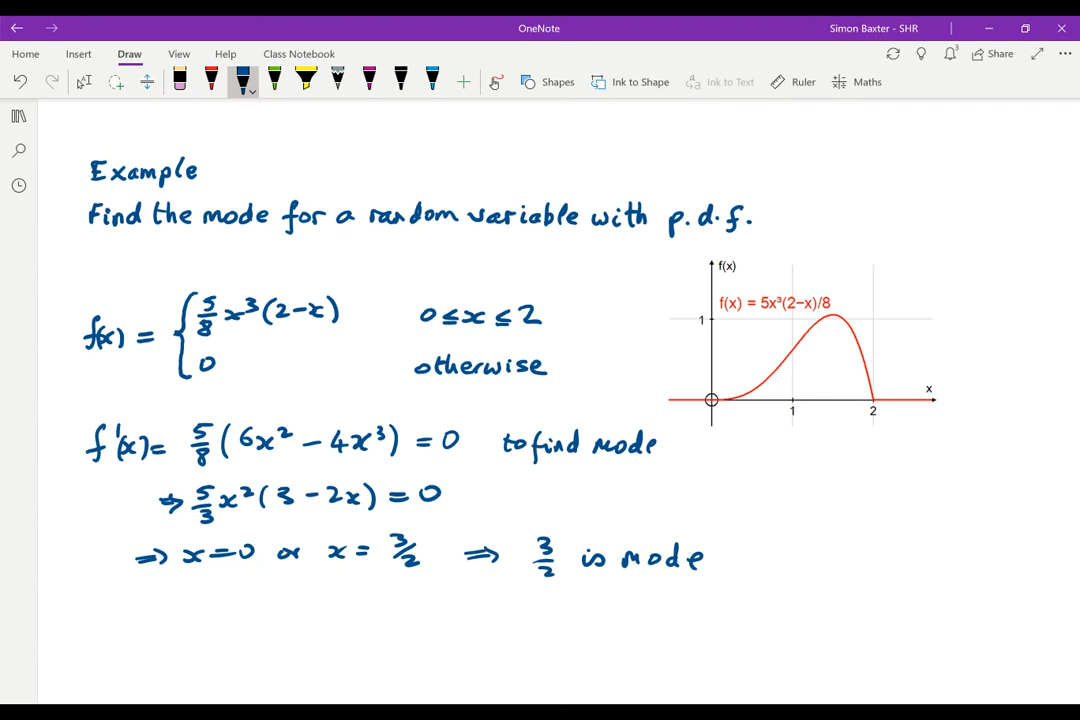 OneNote
Simon Baxter - SHR
Home Insert Draw View Help Class Notebook
3 Share
Shapes Ink to Shape Ink to Text Ruler Maths
Example
Find the mode for a random variable with p.d.f.
f(x) = { 5/8 x³(2-x) 0 ≤ x ≤ 2
0 otherwise
f(x)
f(x) = 5x³(2−x)/8
1
x
1 2
f'(x) = 5/8 (6x² - 4x³) = 0 to find mode
⇒ 5/3 x² (3 - 2x) = 0
⇒ x=0 or x = 3/2 ⇒ 3/2 is mode